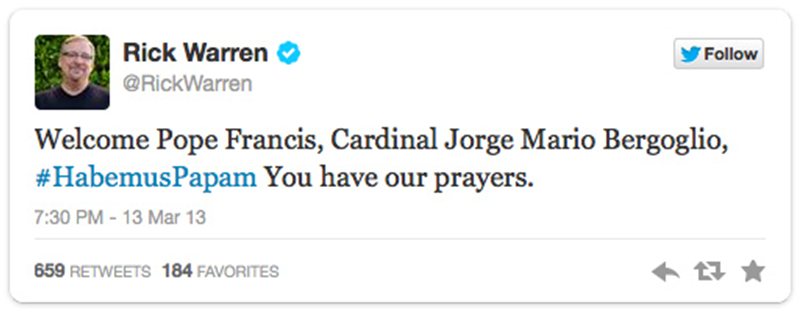 Rick Warren
Follow
@RickWarren
Welcome Pope Francis, Cardinal Jorge Mario Bergoglio,
#HabemusPapam You have our prayers.
7:30 PM - 13 Mar 13
659 RETWEETS 184 FAVORITES